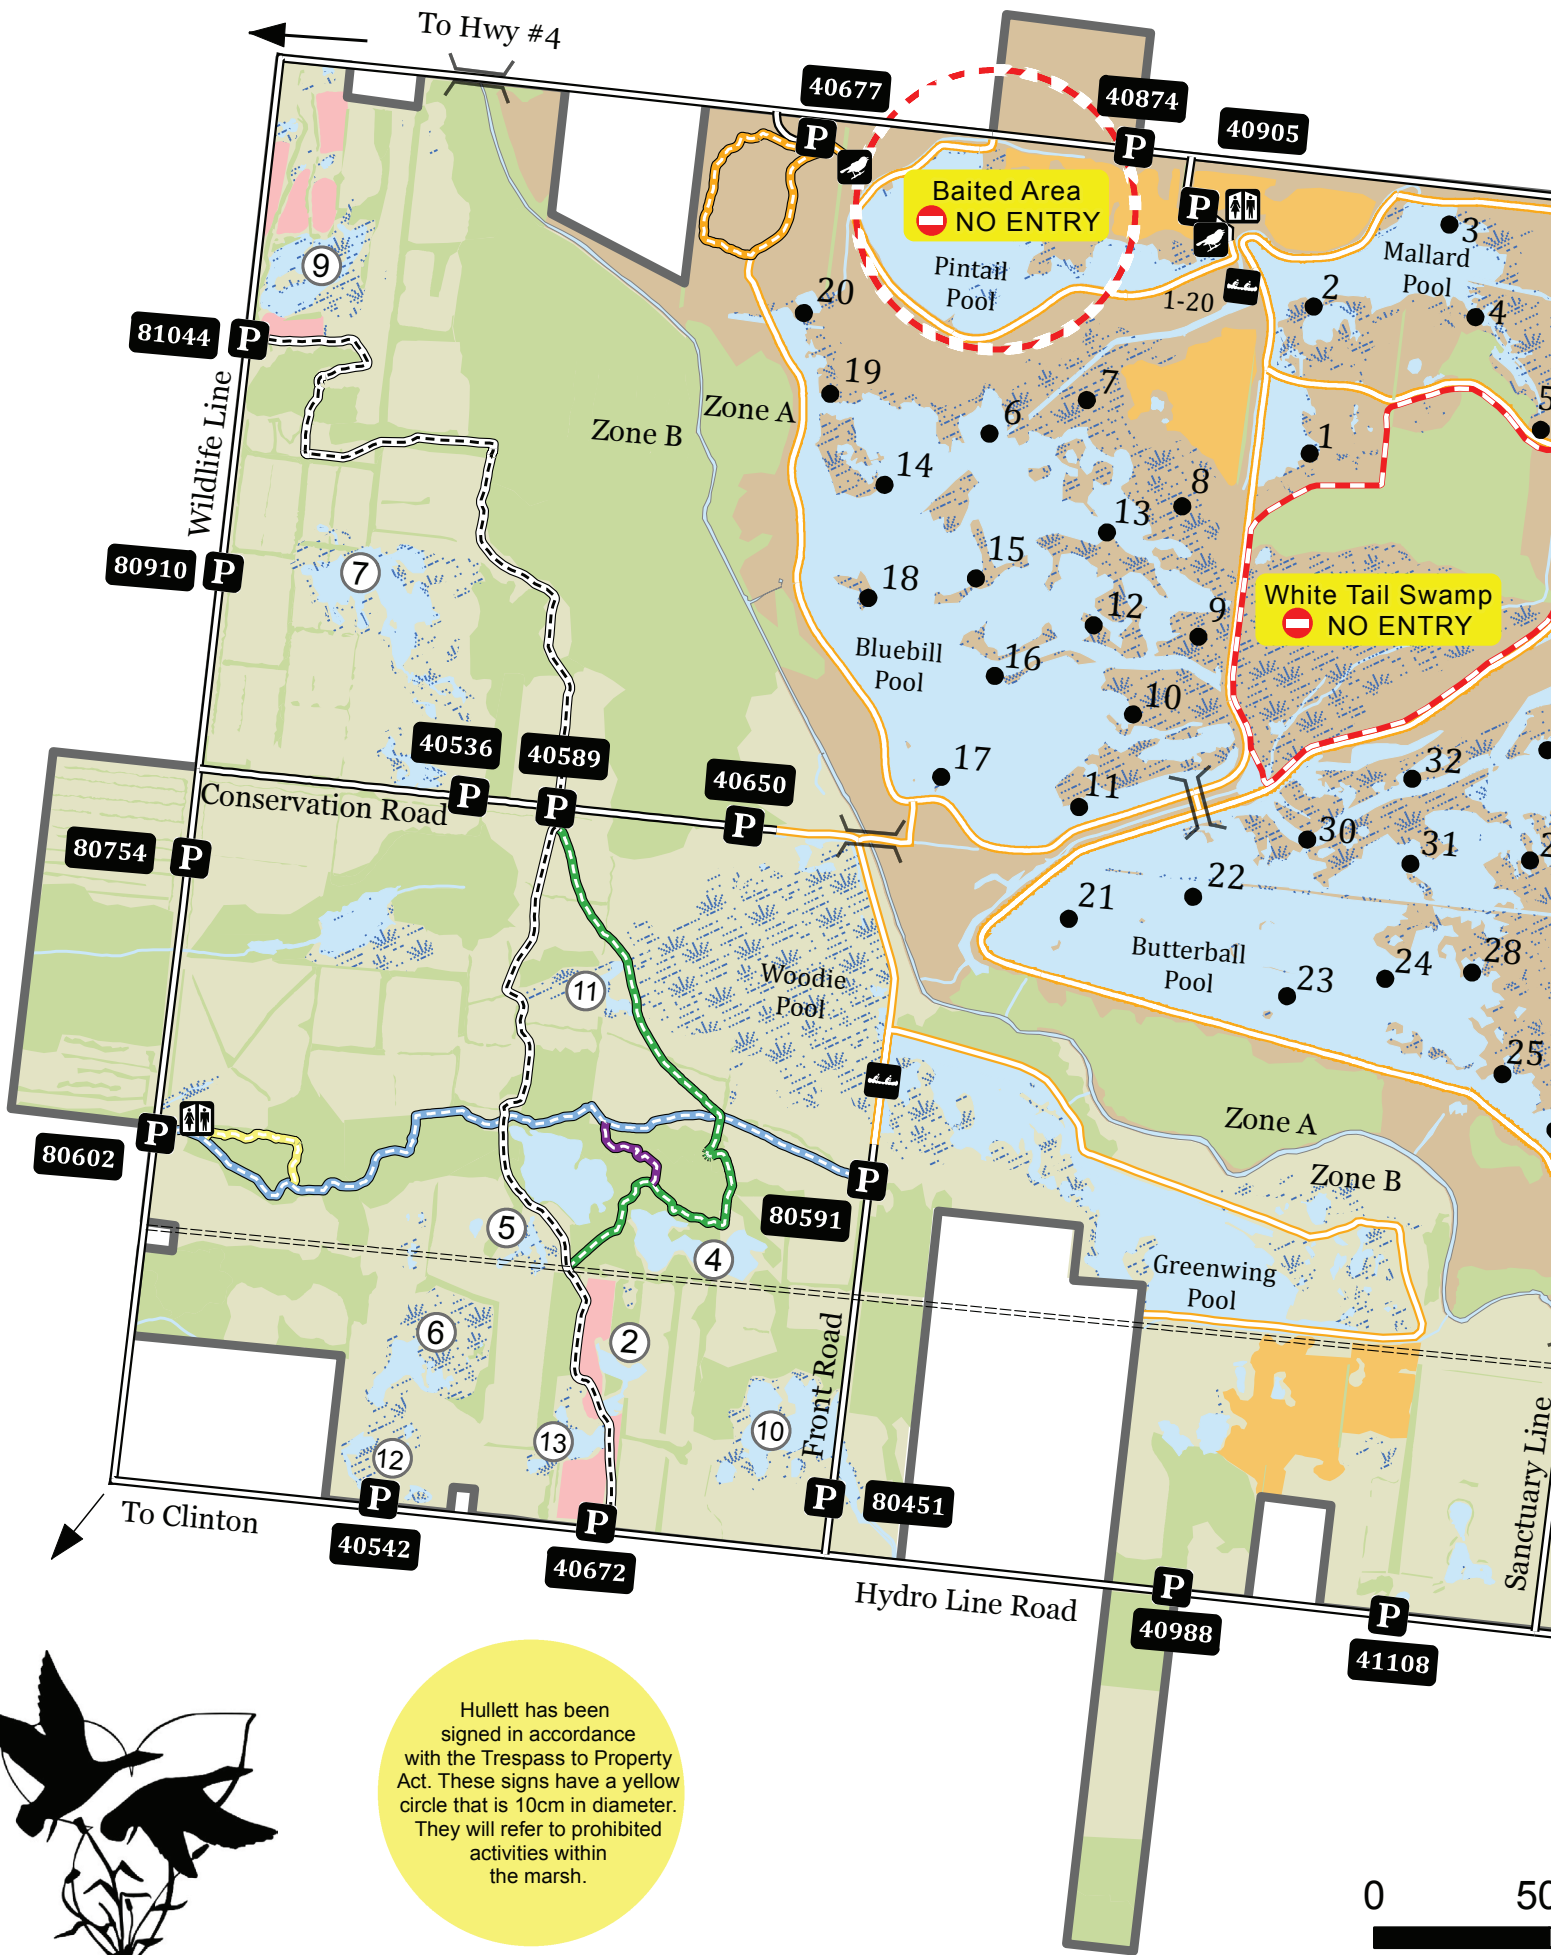 To Hwy #4
40677
40874
40905
P
P
P
Baited Area
NO ENTRY
Pintail
Pool
1-20
3
Mallard
Pool
2
4
20
9
81044
P
Wildlife Line
19
7
5
Zone A
Zone B
6
1
14
8
13
15
80910
P
7
18
12
9
White Tail Swamp
NO ENTRY
Bluebill
Pool
16
10
40536
40589
40650
17
11
32
P
P
P
Conservation Road
80754
P
30
31
2
22
21
Woodie
Pool
11
Butterball
Pool
23
24
28
25
Zone A
Zone B
80602
P
P
80591
5
4
Greenwing
Pool
6
2
Front Road
10
13
12
Sanctuary Line
P
80451
To Clinton
P
40542
P
40672
Hydro Line Road
P
40988
P
41108
Hullett has been
signed in accordance
with the Trespass to Property
Act. These signs have a yellow
circle that is 10cm in diameter.
They will refer to prohibited
activities within
the marsh.
0
50